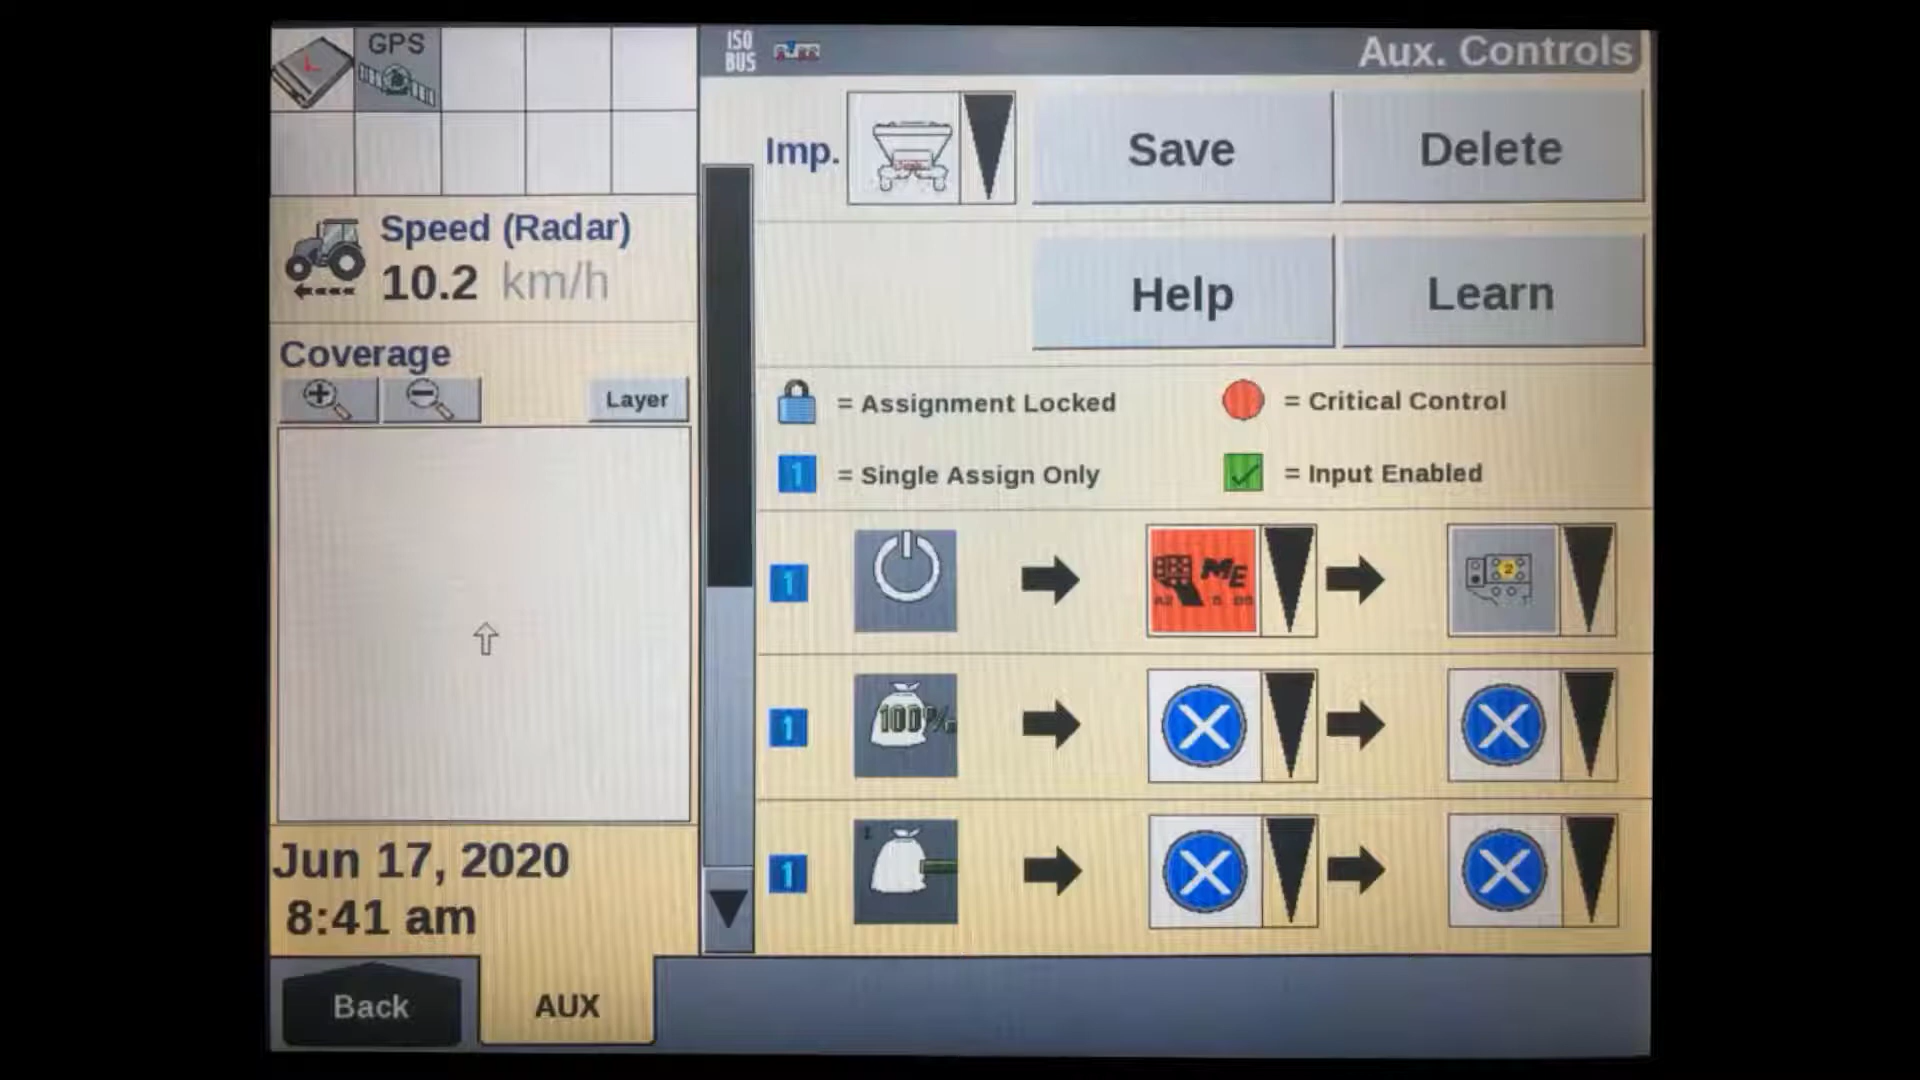 GPS
Speed (Radar)
10.2 km/h
Coverage
Layer
Jun 17, 2020
8:41 am
Back
AUX
ISO
BUS
Aux. Controls
Imp.
Save
Delete
Help
Learn
= Assignment Locked
= Critical Control
1 = Single Assign Only
= Input Enabled
1
ME
2
1
100%
1